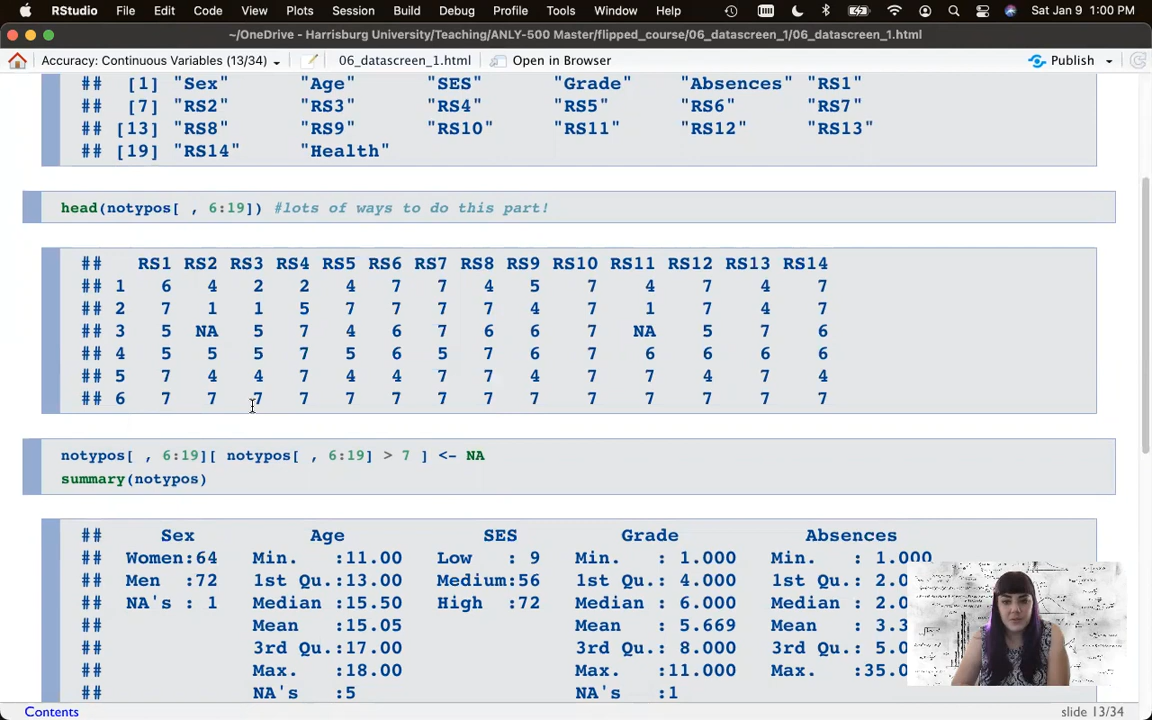 RStudio File Edit Code View Plots Session Build Debug Profile Tools Window Help Sat Jan 9 1:00 PM
~/OneDrive - Harrisburg University/Teaching/ANLY-500 Master/flipped_course/06_datascreen_1/06_datascreen_1.html
Accuracy: Continuous Variables (13/34) 06_datascreen_1.html Open in Browser Publish
## [1] "Sex" "Age" "SES" "Grade" "Absences" "RS1"
## [7] "RS2" "RS3" "RS4" "RS5" "RS6" "RS7"
## [13] "RS8" "RS9" "RS10" "RS11" "RS12" "RS13"
## [19] "RS14" "Health"
head(notypos[ , 6:19]) #lots of ways to do this part!
## RS1 RS2 RS3 RS4 RS5 RS6 RS7 RS8 RS9 RS10 RS11 RS12 RS13 RS14
## 1 6 4 2 2 4 7 7 4 5 7 4 7 4 7
## 2 7 1 1 5 7 7 7 7 4 7 1 7 4 7
## 3 5 NA 5 7 4 6 7 6 6 7 NA 5 7 6
## 4 5 5 5 7 5 6 5 7 6 7 6 6 6 6
## 5 7 4 4 7 4 4 7 7 4 7 7 4 7 4
## 6 7 7 7 7 7 7 7 7 7 7 7 7 7 7
notypos[ , 6:19][ notypos[ , 6:19] > 7 ] <- NA
summary(notypos)
## Sex Age SES Grade Absences
## Women:64 Min. :11.00 Low : 9 Min. : 1.000 Min. : 1.000
## Men :72 1st Qu.:13.00 Medium:56 1st Qu.: 4.000 1st Qu.: 2.0
## NA's : 1 Median :15.50 High :72 Median : 6.000 Median : 2.0
## Mean :15.05 Mean : 5.669 Mean : 3.3
## 3rd Qu.:17.00 3rd Qu.: 8.000 3rd Qu.: 5.0
## Max. :18.00 Max. :11.000 Max. :35.0
## NA's :5 NA's :1
Contents slide 13/34